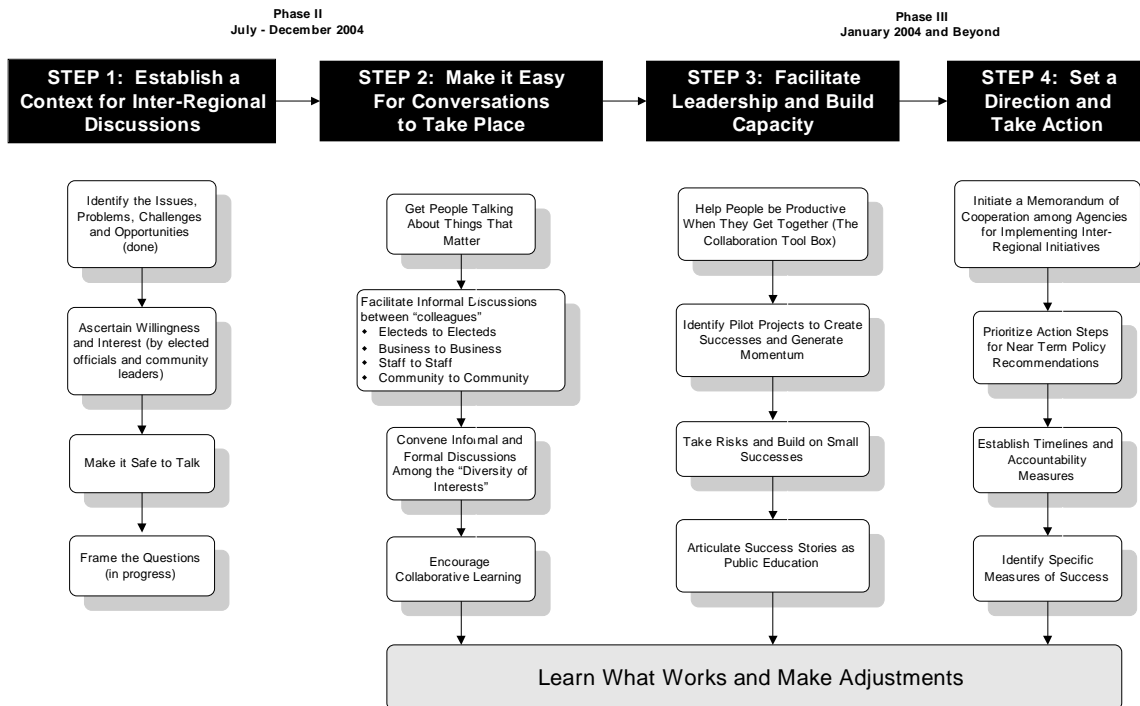 Phase II
July - December 2004
Phase III
January 2004 and Beyond
STEP 1: Establish a
Context for Inter-Regional
Discussions
STEP 2: Make it Easy
For Conversations
to Take Place
STEP 3: Facilitate
Leadership and Build
Capacity
STEP 4: Set a
Direction and
Take Action
Identify the Issues,
Problems, Challenges
and Opportunities
(done)
Ascertain Willingness
and Interest (by elected
officials and community
leaders)
Make it Safe to Talk
Frame the Questions
(in progress)
Get People Talking
About Things That
Matter
Facilitate Informal Discussions
between “colleagues”
◆ Electeds to Electeds
◆ Business to Business
◆ Staff to Staff
◆ Community to Community
Convene Informal and
Formal Discussions
Among the “Diversity of
Interests”
Encourage
Collaborative Learning
Help People be Productive
When They Get Together (The
Collaboration Tool Box)
Identify Pilot Projects to Create
Successes and Generate
Momentum
Take Risks and Build on Small
Successes
Articulate Success Stories as
Public Education
Initiate a Memorandum of
Cooperation among Agencies
for Implementing Inter-
Regional Initiatives
Prioritize Action Steps
for Near Term Policy
Recommendations
Establish Timelines and
Accountability
Measures
Identify Specific
Measures of Success
Learn What Works and Make Adjustments